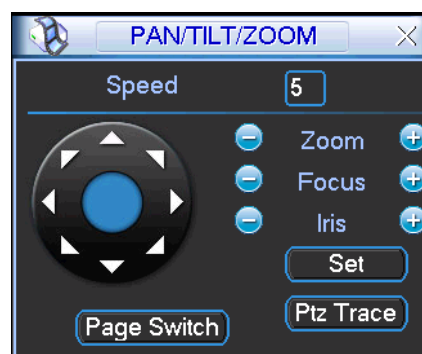 PAN/TILT/ZOOM
Speed 5
Zoom
Focus
Iris
Set
Page Switch
Ptz Trace